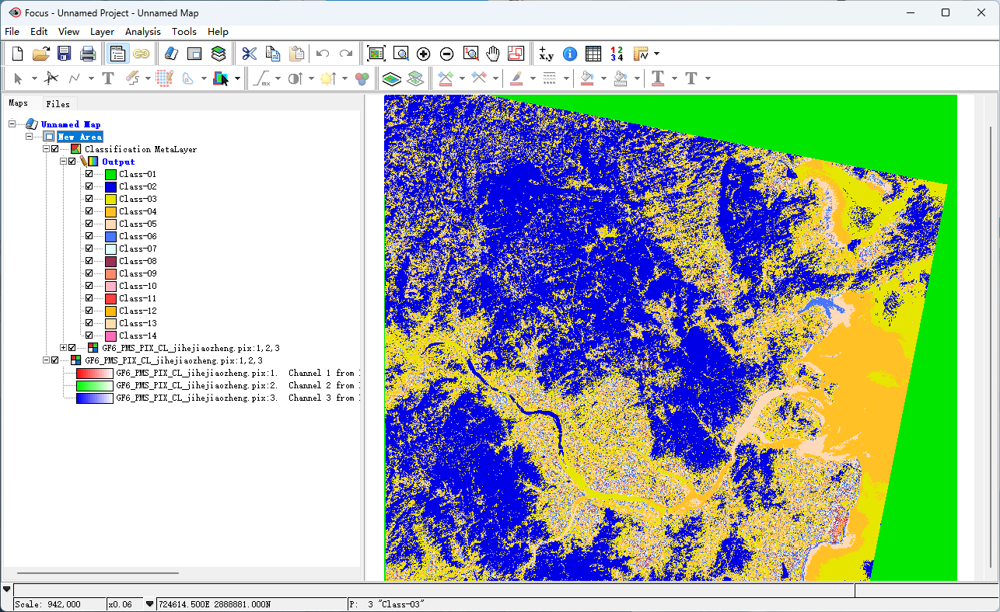 Focus - Unnamed Project - Unnamed Map
File Edit View Layer Analysis Tools Help
Maps Files
Unnamed Map
New Area
Classification MetaLayer
Output
Class-01
Class-02
Class-03
Class-04
Class-05
Class-06
Class-07
Class-08
Class-09
Class-10
Class-11
Class-12
Class-13
Class-14
GF6_PMS_PIX_CL_jihejiaozheng.pix:1,2,3
GF6_PMS_PIX_CL_jihejiaozheng.pix:1,2,3
GF6_PMS_PIX_CL_jihejiaozheng.pix:1. Channel 1 from
GF6_PMS_PIX_CL_jihejiaozheng.pix:2. Channel 2 from
GF6_PMS_PIX_CL_jihejiaozheng.pix:3. Channel 3 from
Scale: 942,000 x0.06 724614.500E 2888881.000N P: 3 "Class-03"